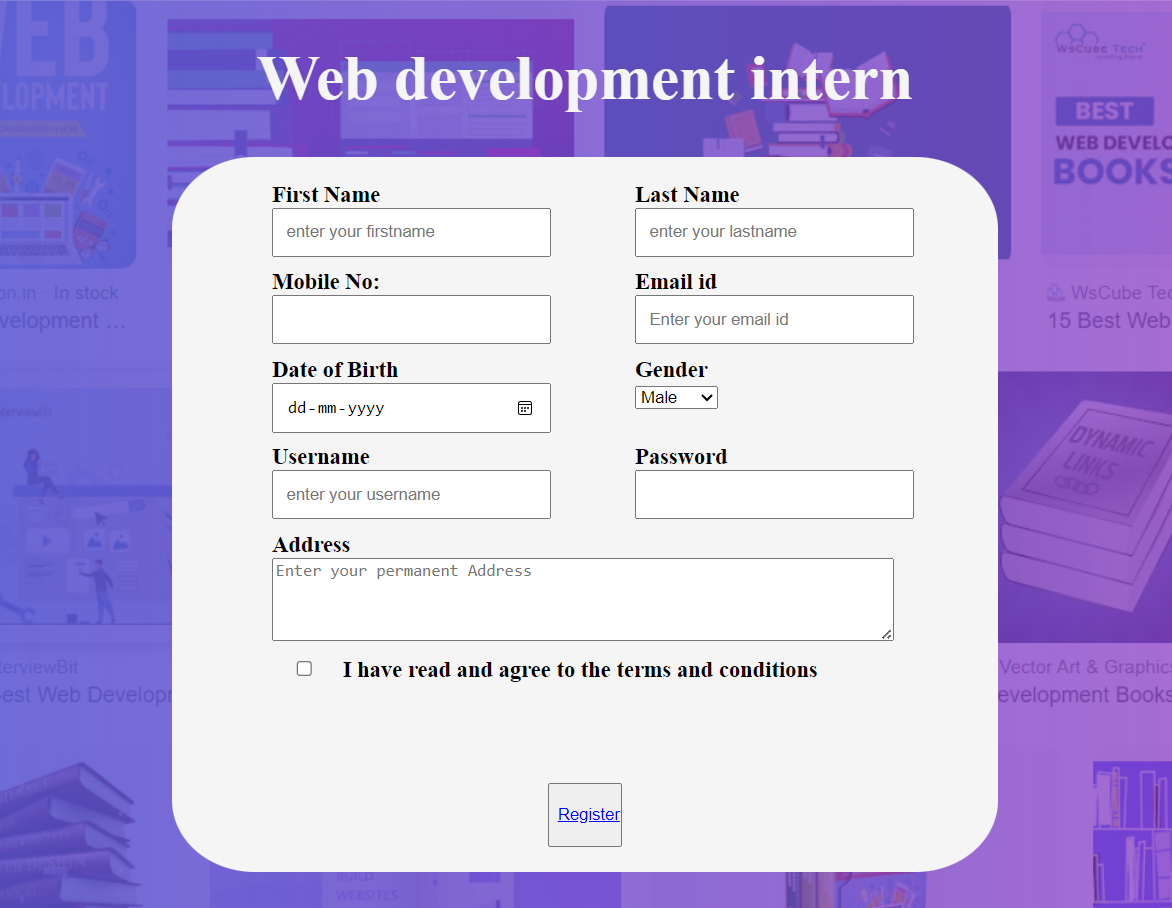 WEB
LOPMENT
Web development intern
WsCube Tech
BEST
WEB DEVELO
BOOKS
First Name
Last Name
enter your firstname
enter your lastname
on.in · In stock
velopment …
WsCube Tec
15 Best Web
Mobile No:
Email id
Enter your email id
Date of Birth
Gender
dd-mm-yyyy
Male
DYNAMIC
LINKS
Username
Password
enter your username
Address
Enter your permanent Address
terviewBit
est Web Developm
I have read and agree to the terms and conditions
Vector Art & Graphics
evelopment Books
Register
BUILD
WEBSITES